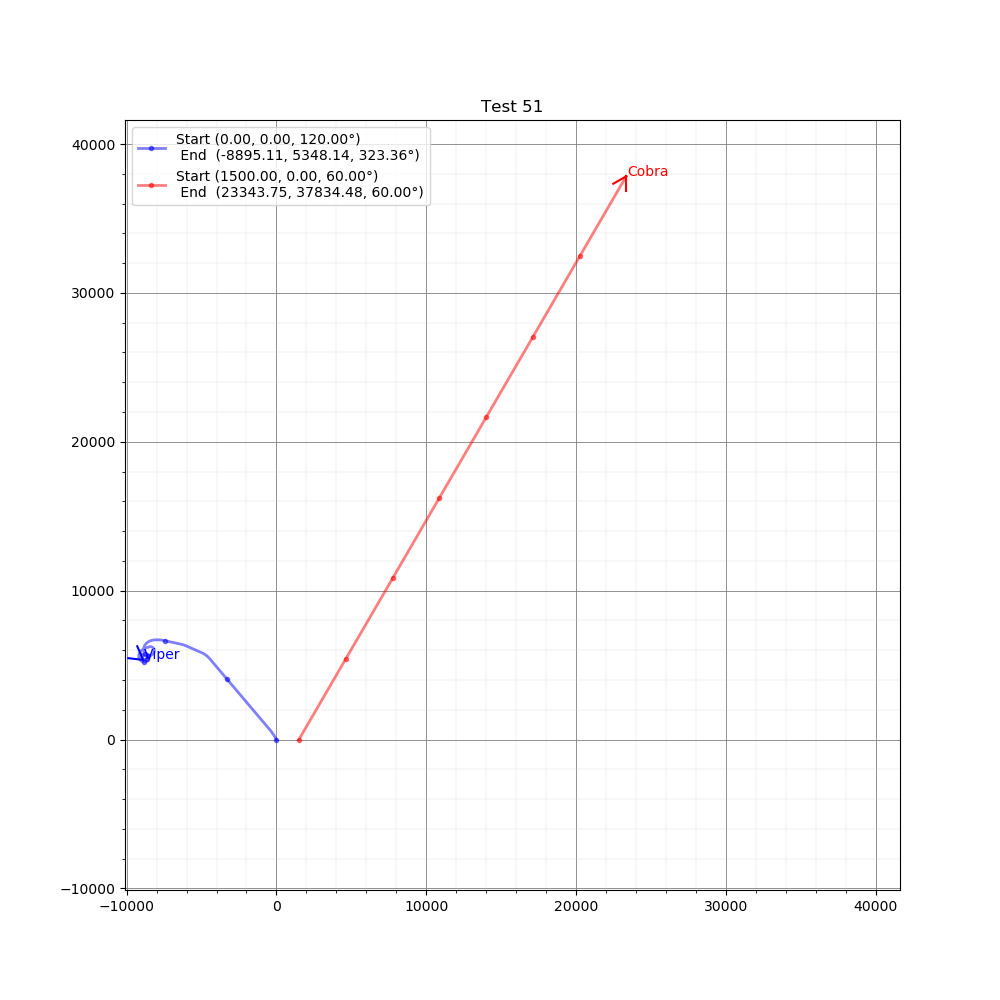 Test 51
Start (0.00, 0.00, 120.00°)
End (-8895.11, 5348.14, 323.36°)
Start (1500.00, 0.00, 60.00°)
End (23343.75, 37834.48, 60.00°)
Cobra
Viper
40000
30000
20000
10000
0
−10000
−10000
0
10000
20000
30000
40000